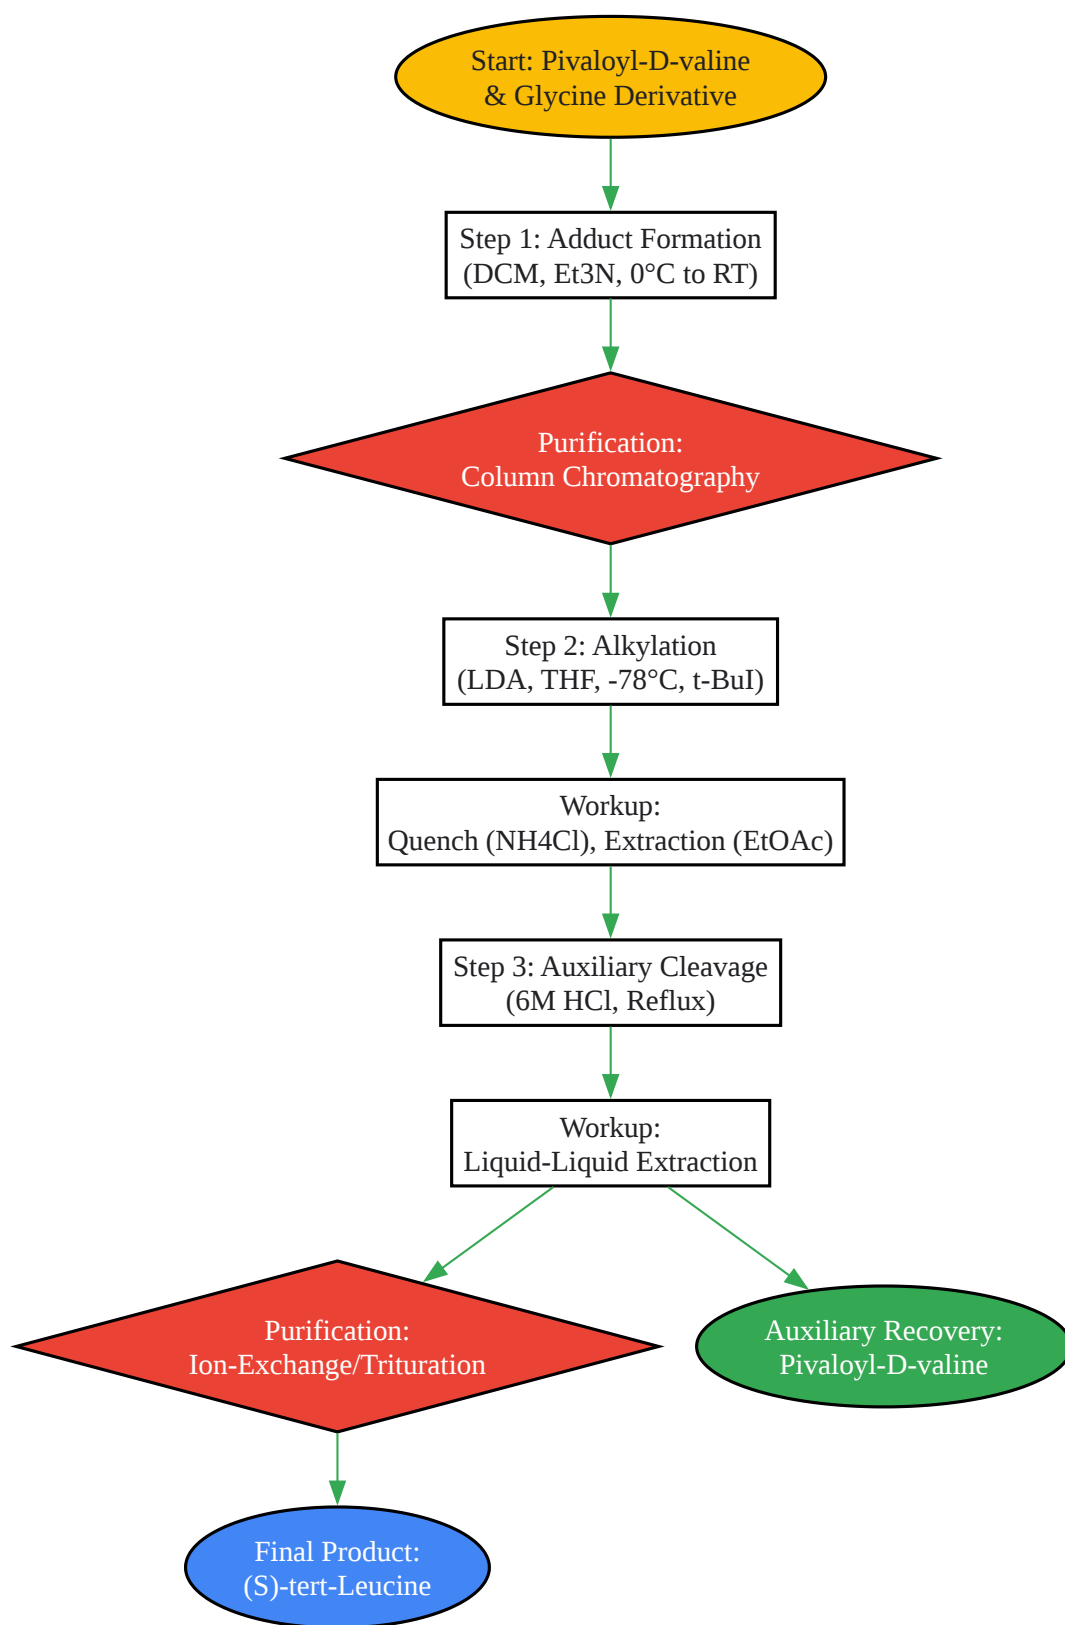 Start: Pivaloyl-D-valine
& Glycine Derivative
Step 1: Adduct Formation
(DCM, Et3N, 0°C to RT)
Purification:
Column Chromatography
Step 2: Alkylation
(LDA, THF, -78°C, t-BuI)
Workup:
Quench (NH4Cl), Extraction (EtOAc)
Step 3: Auxiliary Cleavage
(6M HCl, Reflux)
Workup:
Liquid-Liquid Extraction
Purification:
Ion-Exchange/Trituration
Auxiliary Recovery:
Pivaloyl-D-valine
Final Product:
(S)-tert-Leucine